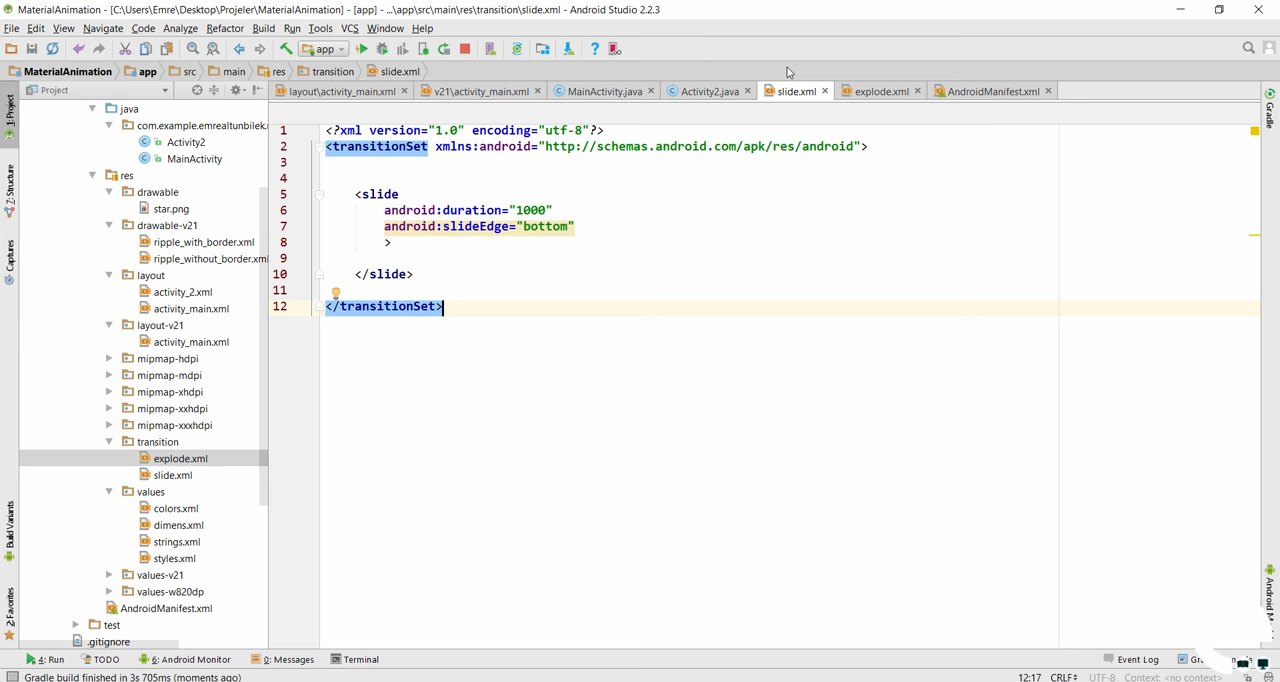 MaterialAnimation - [C:\Users\Emre\Desktop\Projeler\MaterialAnimation] - [app] - ...\app\src\main\res\transition\slide.xml - Android Studio 2.2.3
File Edit View Navigate Code Analyze Refactor Build Run Tools VCS Window Help
app
MaterialAnimation app src main res transition slide.xml
Project layout\activity_main.xml v21\activity_main.xml MainActivity.java Activity2.java slide.xml explode.xml AndroidManifest.xml
1: Project
Z: Structure
Captures
Build Variants
2: Favorites
java
com.example.emrealtunbilek.
Activity2
MainActivity
res
drawable
star.png
drawable-v21
ripple_with_border.xml
ripple_without_border.xml
layout
activity_2.xml
activity_main.xml
layout-v21
activity_main.xml
mipmap-hdpi
mipmap-mdpi
mipmap-xhdpi
mipmap-xxhdpi
mipmap-xxxhdpi
transition
explode.xml
slide.xml
values
colors.xml
dimens.xml
strings.xml
styles.xml
values-v21
values-w820dp
AndroidManifest.xml
test
.gitignore
1 <?xml version="1.0" encoding="utf-8"?>
2 <transitionSet xmlns:android="http://schemas.android.com/apk/res/android">
3
4
5 <slide
6 android:duration="1000"
7 android:slideEdge="bottom"
8 >
9
10 </slide>
11
12 </transitionSet>
Gradle
4: Run TODO 6: Android Monitor 0: Messages Terminal Event Log
Gradle build finished in 3s 705ms (moments ago) 12:17 CRLF UTF-8 Context: <no context>